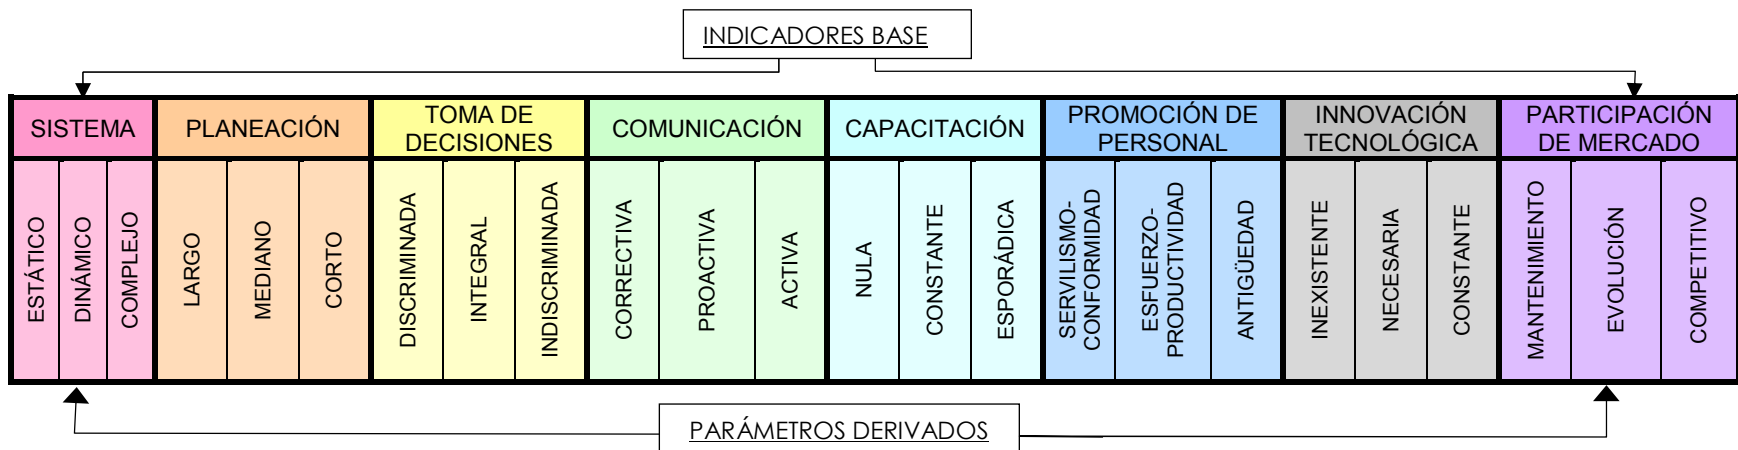 INDICADORES BASE
SISTEMA
PLANEACIÓN
TOMA DE
DECISIONES
COMUNICACIÓN
CAPACITACIÓN
PROMOCIÓN DE
PERSONAL
INNOVACIÓN
TECNOLÓGICA
PARTICIPACIÓN
DE MERCADO
ESTÁTICO
DINÁMICO
COMPLEJO
LARGO
MEDIANO
CORTO
DISCRIMINADA
INTEGRAL
INDISCRIMINADA
CORRECTIVA
PROACTIVA
ACTIVA
NULA
CONSTANTE
ESPORÁDICA
SERVILISMO-
CONFORMIDAD
ESFUERZO-
PRODUCTIVIDAD
ANTIGÜEDAD
INEXISTENTE
NECESARIA
CONSTANTE
MANTENIMIENTO
EVOLUCIÓN
COMPETITIVO
PARÁMETROS DERIVADOS